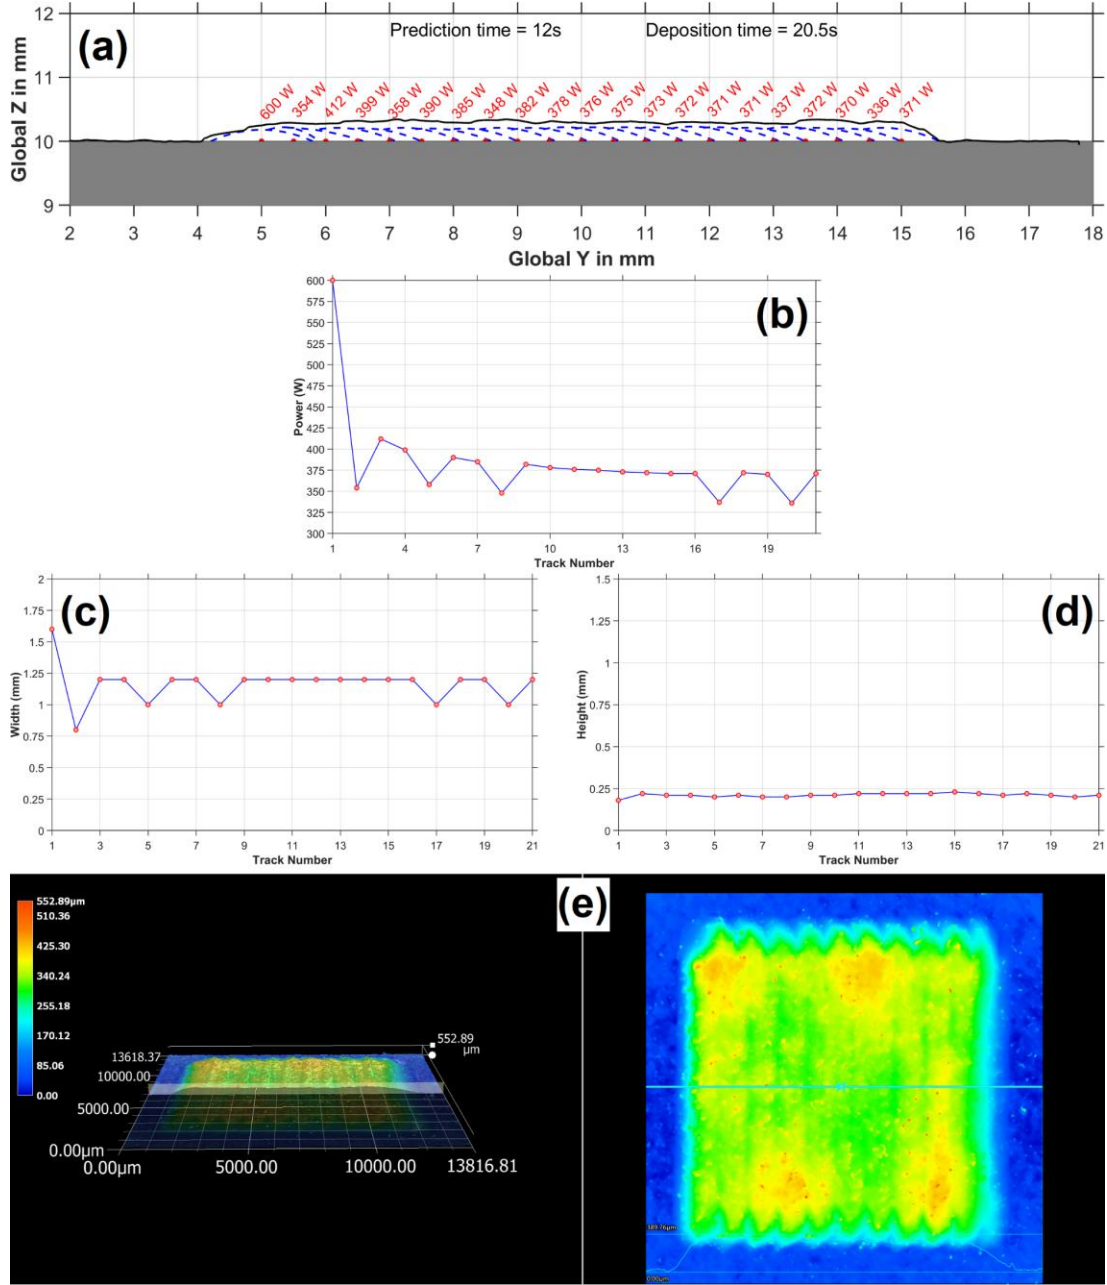 (a)
Prediction time = 12s
Deposition time = 20.5s
600 W 354 W 412 W 399 W 358 W 390 W 385 W 348 W 382 W 378 W 376 W 375 W 373 W 372 W 371 W 371 W 337 W 372 W 370 W 336 W 371 W
Global Z in mm
12
11
10
9
2 3 4 5 6 7 8 9 10 11 12 13 14 15 16 17 18
Global Y in mm
(b)
Power (W)
600
575
550
525
500
475
450
425
400
375
350
325
300
1 4 7 10 13 16 19
Track Number
(c)
Width (mm)
2
1.75
1.5
1.25
1
0.75
0.5
0.25
0
1 3 5 7 9 11 13 15 17 19 21
Track Number
(d)
Height (mm)
1.5
1.25
1
0.75
0.5
0.25
0
1 3 5 7 9 11 13 15 17 19 21
Track Number
(e)
552.89µm
510.36
425.30
340.24
255.18
170.12
85.06
0.00
552.89
µm
13618.37
10000.00
5000.00
0.00µm
0.00µm 5000.00 10000.00 13816.81
389.76µm
0.00µm